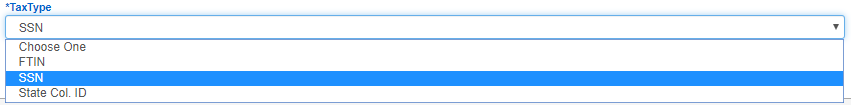 *TaxType
SSN
Choose One
FTIN
SSN
State Col. ID